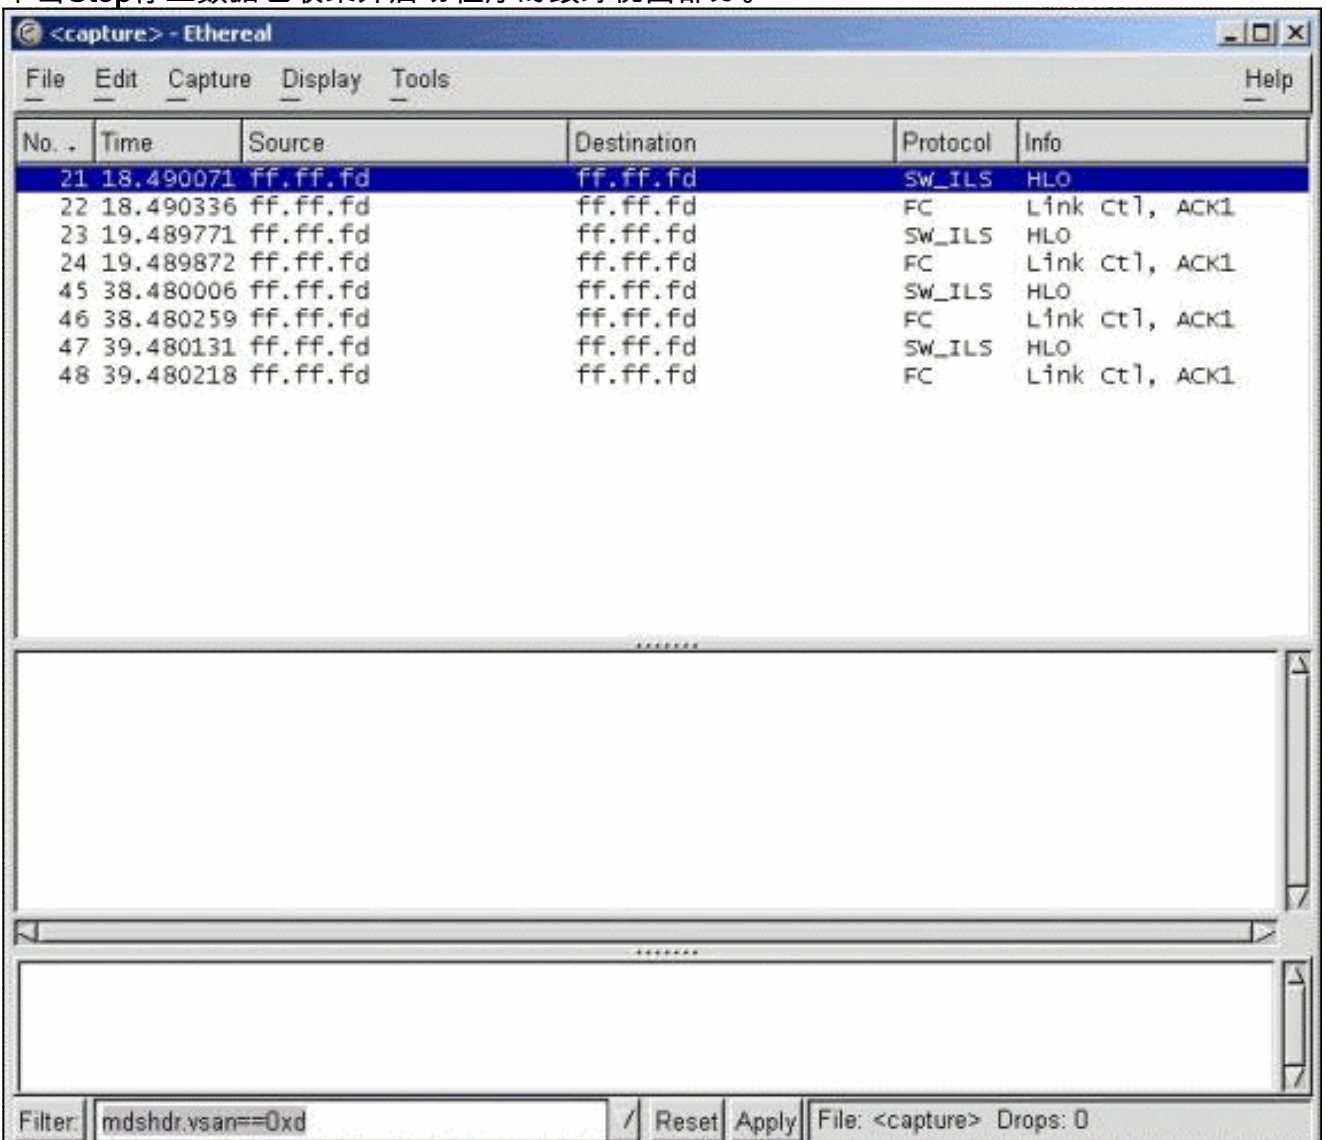 <capture> - Ethereal
File Edit Capture Display Tools Help
No. . Time Source Destination Protocol Info
21 18.490071 ff.ff.fd ff.ff.fd SW_ILS HLO
22 18.490336 ff.ff.fd ff.ff.fd FC Link Ctl, ACK1
23 19.489771 ff.ff.fd ff.ff.fd SW_ILS HLO
24 19.489872 ff.ff.fd ff.ff.fd FC Link Ctl, ACK1
45 38.480006 ff.ff.fd ff.ff.fd SW_ILS HLO
46 38.480259 ff.ff.fd ff.ff.fd FC Link Ctl, ACK1
47 39.480131 ff.ff.fd ff.ff.fd SW_ILS HLO
48 39.480218 ff.ff.fd ff.ff.fd FC Link Ctl, ACK1
Filter: mdshdr.vsan==0xd / Reset Apply File: <capture> Drops: 0